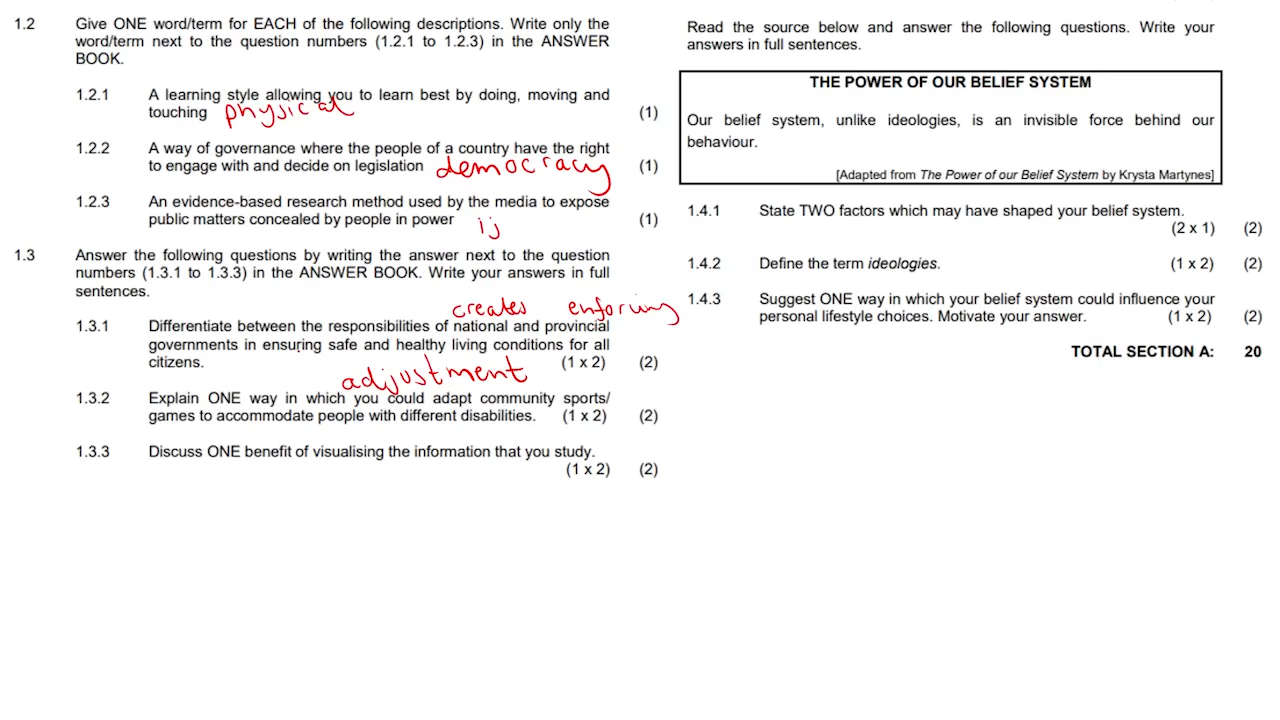 1.2 Give ONE word/term for EACH of the following descriptions. Write only the
word/term next to the question numbers (1.2.1 to 1.2.3) in the ANSWER
BOOK.
1.2.1 A learning style allowing you to learn best by doing, moving and
touching physical (1)
1.2.2 A way of governance where the people of a country have the right
to engage with and decide on legislation democracy (1)
1.2.3 An evidence-based research method used by the media to expose
public matters concealed by people in power ij (1)
1.3 Answer the following questions by writing the answer next to the question
numbers (1.3.1 to 1.3.3) in the ANSWER BOOK. Write your answers in full
sentences.
creates enforcing
1.3.1 Differentiate between the responsibilities of national and provincial
governments in ensuring safe and healthy living conditions for all
citizens. (1 x 2) (2)
adjustment
1.3.2 Explain ONE way in which you could adapt community sports/
games to accommodate people with different disabilities. (1 x 2) (2)
1.3.3 Discuss ONE benefit of visualising the information that you study.
(1 x 2) (2)
Read the source below and answer the following questions. Write your
answers in full sentences.
THE POWER OF OUR BELIEF SYSTEM
Our belief system, unlike ideologies, is an invisible force behind our
behaviour.
[Adapted from The Power of our Belief System by Krysta Martynes]
1.4.1 State TWO factors which may have shaped your belief system.
(2 x 1) (2)
1.4.2 Define the term ideologies. (1 x 2) (2)
1.4.3 Suggest ONE way in which your belief system could influence your
personal lifestyle choices. Motivate your answer. (1 x 2) (2)
TOTAL SECTION A: 20